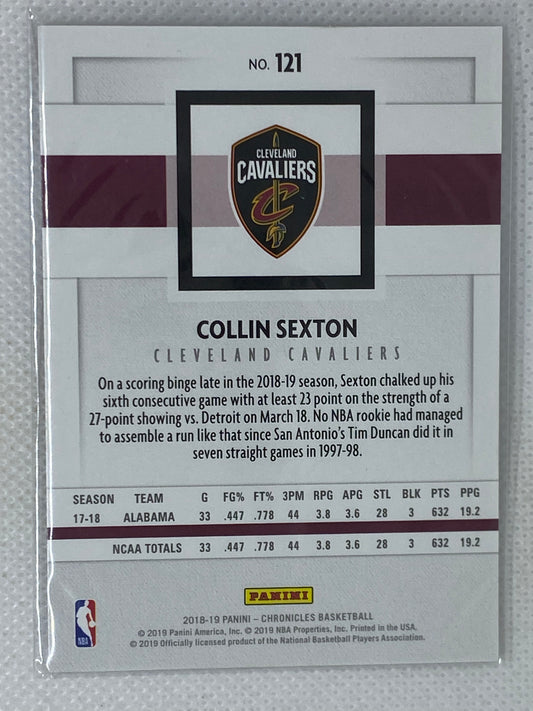 NO. 121
CLEVELAND
CAVALIERS
C
COLLIN SEXTON
CLEVELAND CAVALIERS
On a scoring binge late in the 2018-19 season, Sexton chalked up his
sixth consecutive game with at least 23 point on the strength of a
27-point showing vs. Detroit on March 18. No NBA rookie had managed
to assemble a run like that since San Antonio's Tim Duncan did it in
seven straight games in 1997-98.
SEASON TEAM G FG% FT% 3PM RPG APG STL BLK PTS PPG
17-18 ALABAMA 33 .447 .778 44 3.8 3.6 28 3 632 19.2
NCAA TOTALS 33 .447 .778 44 3.8 3.6 28 3 632 19.2
PANINI
NBA
2018-19 PANINI – CHRONICLES BASKETBALL
© 2019 Panini America, Inc. © 2019 NBA Properties, Inc. Printed in the USA.
© 2019 Officially licensed product of the National Basketball Players Association.